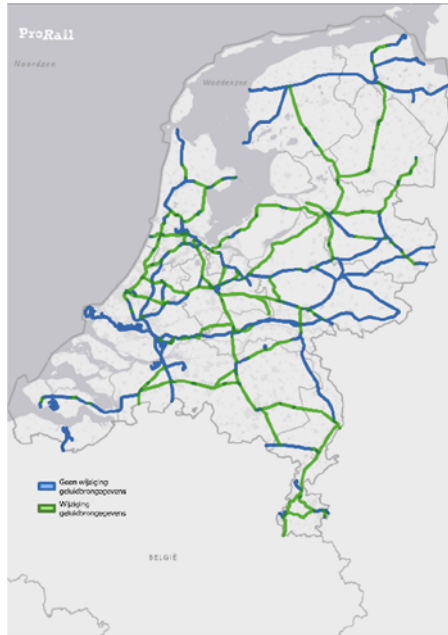 ProRail
Noordzee
Waddenzee
Geen wijziging
geluidbrongegevens
Wijziging
geluidbrongegevens
BELGIË